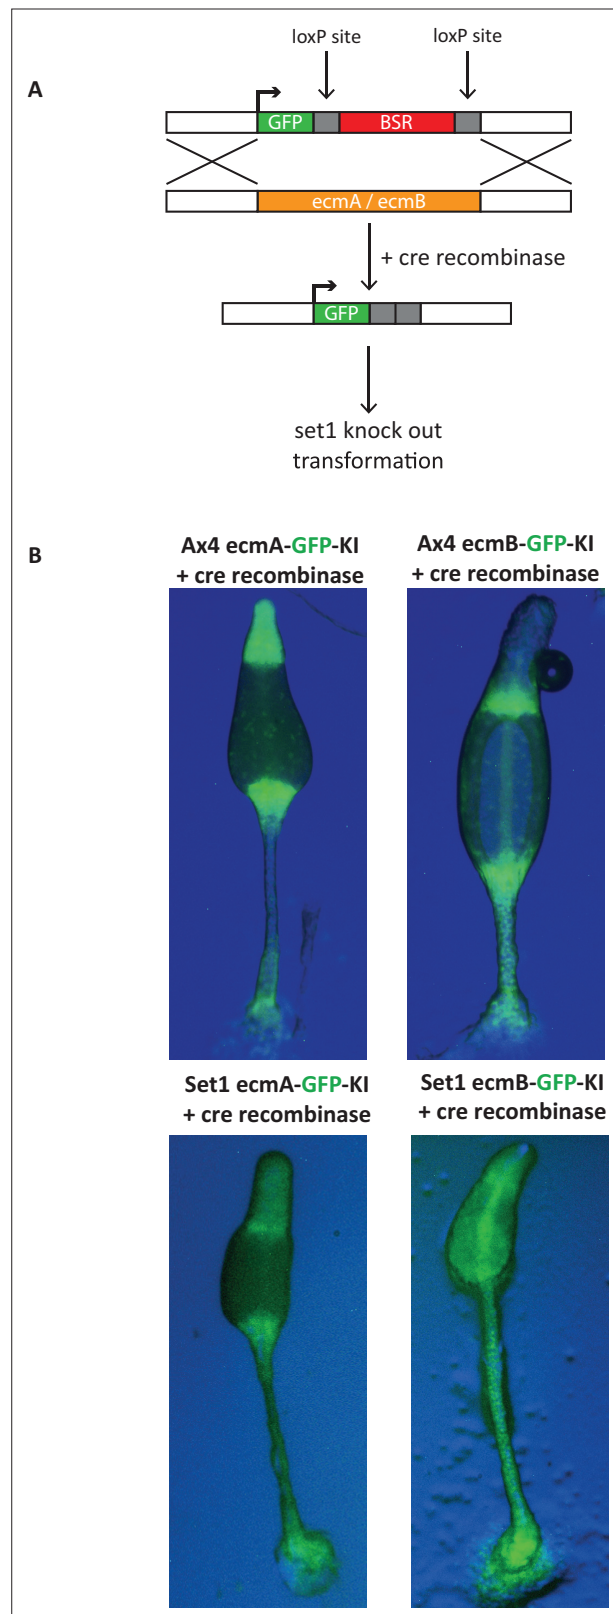 loxP site loxP site
A
GFP BSR
ecmA / ecmB
+ cre recombinase
GFP
set1 knock out
transformation
B
Ax4 ecmA-GFP-KI
+ cre recombinase
Ax4 ecmB-GFP-KI
+ cre recombinase
Set1 ecmA-GFP-KI
+ cre recombinase
Set1 ecmB-GFP-KI
+ cre recombinase